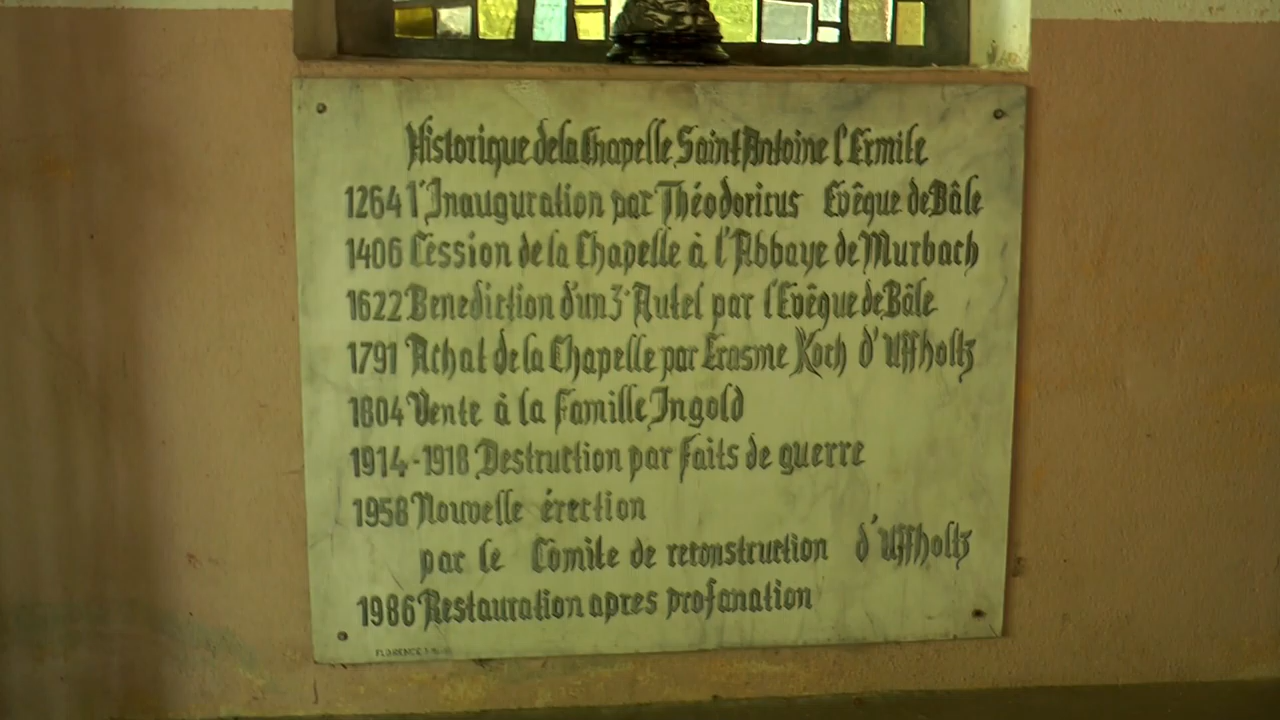 Historique de la Chapelle Saint Antoine l'Ermite
1264 l'Inauguration par Théodoricus Evêque de Bâle
1406 Cession de la Chapelle à l'Abbaye de Murbach
1622 Benediction d'un 3e Autel par l'Evêque de Bâle
1791 Achat de la Chapelle par Erasme Koch d'Uffholtz
1804 Vente à la Famille Ingold
1914-1918 Destruction par faits de guerre
1958 Nouvelle érection
par le Comite de reconstruction d'Uffholtz
1986 Restauration apres profanation
FLORENCE